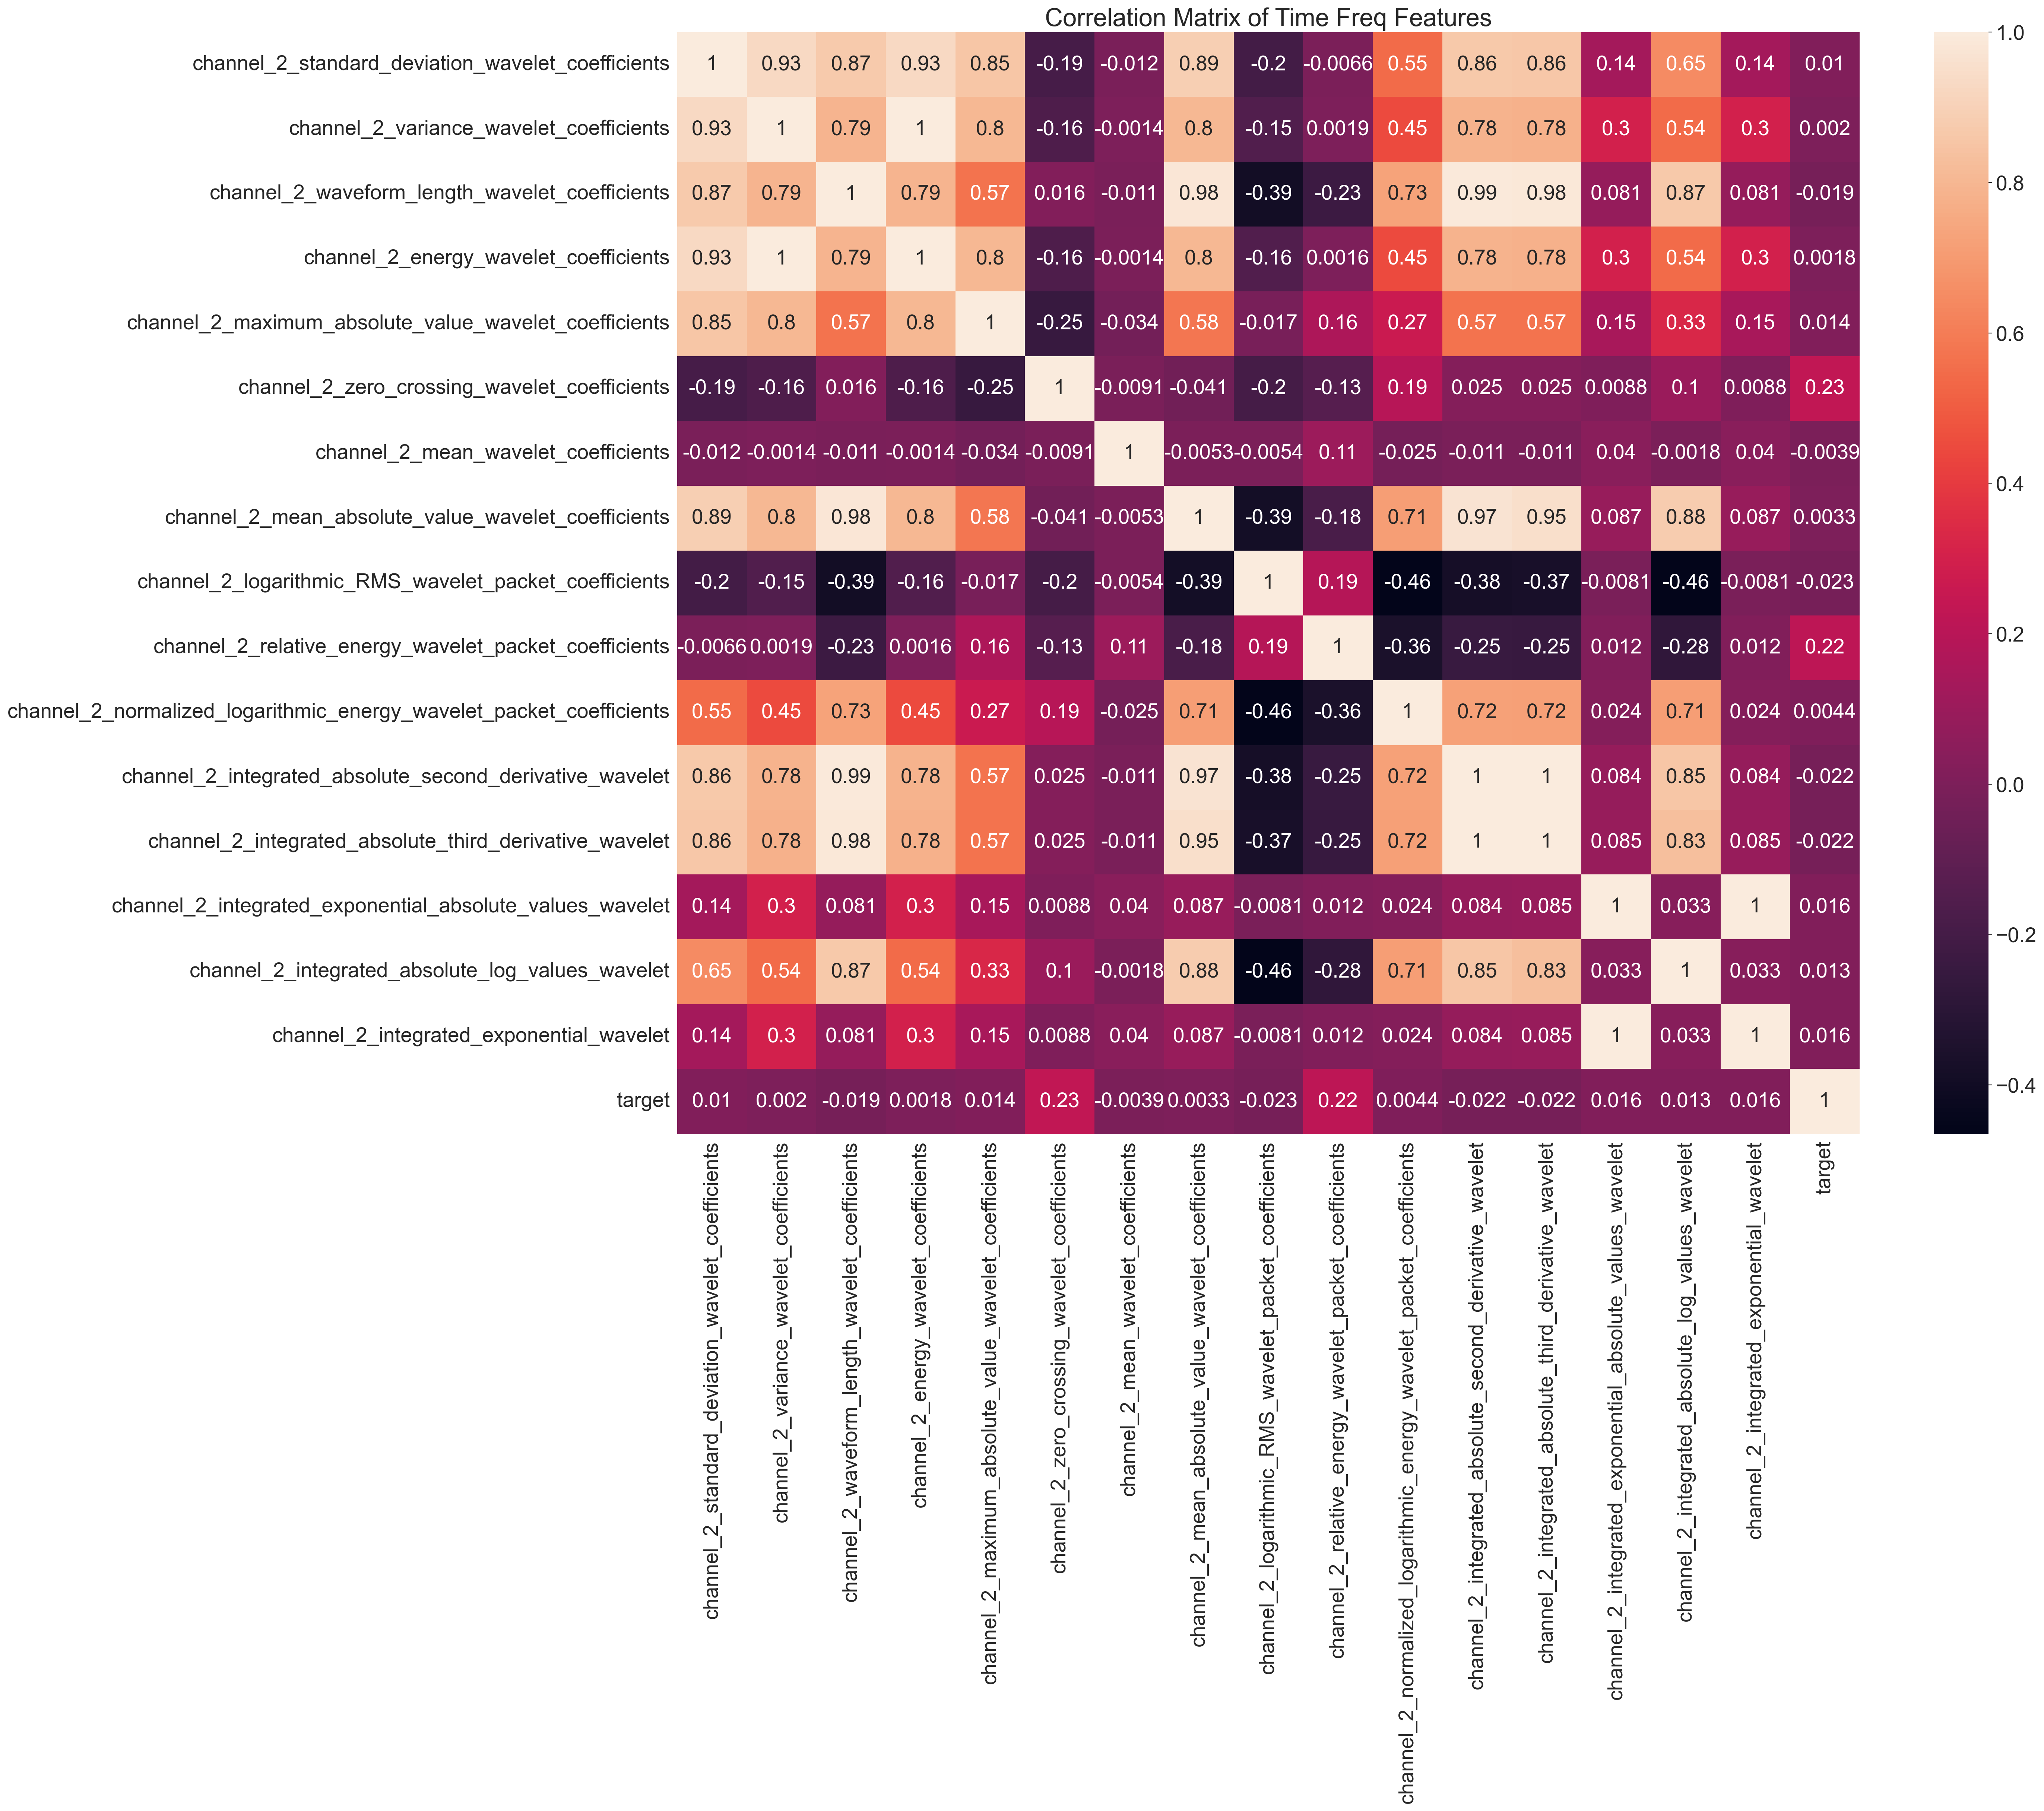 Correlation Matrix of Time Freq Features
channel_2_standard_deviation_wavelet_coefficients 1 0.93 0.87 0.93 0.85 -0.19 -0.012 0.89 -0.2 -0.0066 0.55 0.86 0.86 0.14 0.65 0.14 0.01
channel_2_variance_wavelet_coefficients 0.93 1 0.79 1 0.8 -0.16 -0.0014 0.8 -0.15 0.0019 0.45 0.78 0.78 0.3 0.54 0.3 0.002
channel_2_waveform_length_wavelet_coefficients 0.87 0.79 1 0.79 0.57 0.016 -0.011 0.98 -0.39 -0.23 0.73 0.99 0.98 0.081 0.87 0.081 -0.019
channel_2_energy_wavelet_coefficients 0.93 1 0.79 1 0.8 -0.16 -0.0014 0.8 -0.16 0.0016 0.45 0.78 0.78 0.3 0.54 0.3 0.0018
channel_2_maximum_absolute_value_wavelet_coefficients 0.85 0.8 0.57 0.8 1 -0.25 -0.034 0.58 -0.017 0.16 0.27 0.57 0.57 0.15 0.33 0.15 0.014
channel_2_zero_crossing_wavelet_coefficients -0.19 -0.16 0.016 -0.16 -0.25 1 -0.0091 -0.041 -0.2 -0.13 0.19 0.025 0.025 0.0088 0.1 0.0088 0.23
channel_2_mean_wavelet_coefficients -0.012 -0.0014 -0.011 -0.0014 -0.034 -0.0091 1 -0.0053 -0.0054 0.11 -0.025 -0.011 -0.011 0.04 -0.0018 0.04 -0.0039
channel_2_mean_absolute_value_wavelet_coefficients 0.89 0.8 0.98 0.8 0.58 -0.041 -0.0053 1 -0.39 -0.18 0.71 0.97 0.95 0.087 0.88 0.087 0.0033
channel_2_logarithmic_RMS_wavelet_packet_coefficients -0.2 -0.15 -0.39 -0.16 -0.017 -0.2 -0.0054 -0.39 1 0.19 -0.46 -0.38 -0.37 -0.0081 -0.46 -0.0081 -0.023
channel_2_relative_energy_wavelet_packet_coefficients -0.0066 0.0019 -0.23 0.0016 0.16 -0.13 0.11 -0.18 0.19 1 -0.36 -0.25 -0.25 0.012 -0.28 0.012 0.22
channel_2_normalized_logarithmic_energy_wavelet_packet_coefficients 0.55 0.45 0.73 0.45 0.27 0.19 -0.025 0.71 -0.46 -0.36 1 0.72 0.72 0.024 0.71 0.024 0.0044
channel_2_integrated_absolute_second_derivative_wavelet 0.86 0.78 0.99 0.78 0.57 0.025 -0.011 0.97 -0.38 -0.25 0.72 1 1 0.084 0.85 0.084 -0.022
channel_2_integrated_absolute_third_derivative_wavelet 0.86 0.78 0.98 0.78 0.57 0.025 -0.011 0.95 -0.37 -0.25 0.72 1 1 0.085 0.83 0.085 -0.022
channel_2_integrated_exponential_absolute_values_wavelet 0.14 0.3 0.081 0.3 0.15 0.0088 0.04 0.087 -0.0081 0.012 0.024 0.084 0.085 1 0.033 1 0.016
channel_2_integrated_absolute_log_values_wavelet 0.65 0.54 0.87 0.54 0.33 0.1 -0.0018 0.88 -0.46 -0.28 0.71 0.85 0.83 0.033 1 0.033 0.013
channel_2_integrated_exponential_wavelet 0.14 0.3 0.081 0.3 0.15 0.0088 0.04 0.087 -0.0081 0.012 0.024 0.084 0.085 1 0.033 1 0.016
target 0.01 0.002 -0.019 0.0018 0.014 0.23 -0.0039 0.0033 -0.023 0.22 0.0044 -0.022 -0.022 0.016 0.013 0.016 1
channel_2_standard_deviation_wavelet_coefficients
channel_2_variance_wavelet_coefficients
channel_2_waveform_length_wavelet_coefficients
channel_2_energy_wavelet_coefficients
channel_2_maximum_absolute_value_wavelet_coefficients
channel_2_zero_crossing_wavelet_coefficients
channel_2_mean_wavelet_coefficients
channel_2_mean_absolute_value_wavelet_coefficients
channel_2_logarithmic_RMS_wavelet_packet_coefficients
channel_2_relative_energy_wavelet_packet_coefficients
channel_2_normalized_logarithmic_energy_wavelet_packet_coefficients
channel_2_integrated_absolute_second_derivative_wavelet
channel_2_integrated_absolute_third_derivative_wavelet
channel_2_integrated_exponential_absolute_values_wavelet
channel_2_integrated_absolute_log_values_wavelet
channel_2_integrated_exponential_wavelet
target
1.0
0.8
0.6
0.4
0.2
0.0
−0.2
−0.4